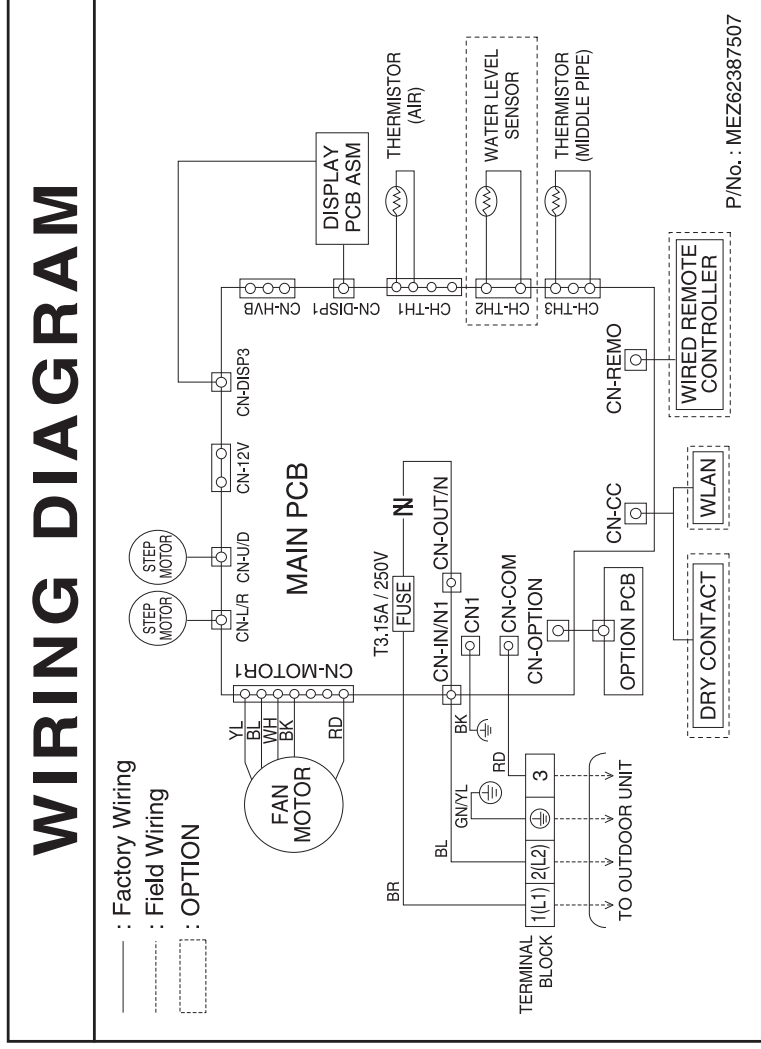 WIRING DIAGRAM
: Factory Wiring
: Field Wiring
: OPTION
STEP
MOTOR
STEP
MOTOR
CN-L/R
CN-U/D
CN-12V
CN-DISP3
CN-HVB
CN-DISP1
CH-TH1
CH-TH2
CH-TH3
DISPLAY
PCB ASM
THERMISTOR
(AIR)
WATER LEVEL
SENSOR
THERMISTOR
(MIDDLE PIPE)
MAIN PCB
FAN
MOTOR
YL
BL
WH
BK
RD
CN-MOTOR1
T3.15A / 250V
FUSE
CN-IN/N1
CN-OUT/N
CN1
CN-COM
CN-OPTION
CN-CC
CN-REMO
BR
BL
GN/YL
BK
RD
TERMINAL
BLOCK
1(L1)
2(L2)
3
TO OUTDOOR UNIT
OPTION PCB
DRY CONTACT
WLAN
WIRED REMOTE
CONTROLLER
P/No. : MEZ62387507